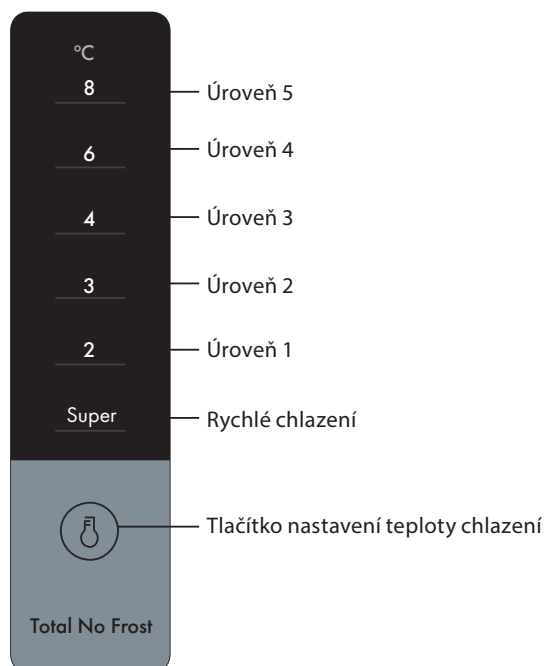 °C
8 Úroveň 5
6 Úroveň 4
4 Úroveň 3
3 Úroveň 2
2 Úroveň 1
Super Rychlé chlazení
Tlačítko nastavení teploty chlazení
Total No Frost